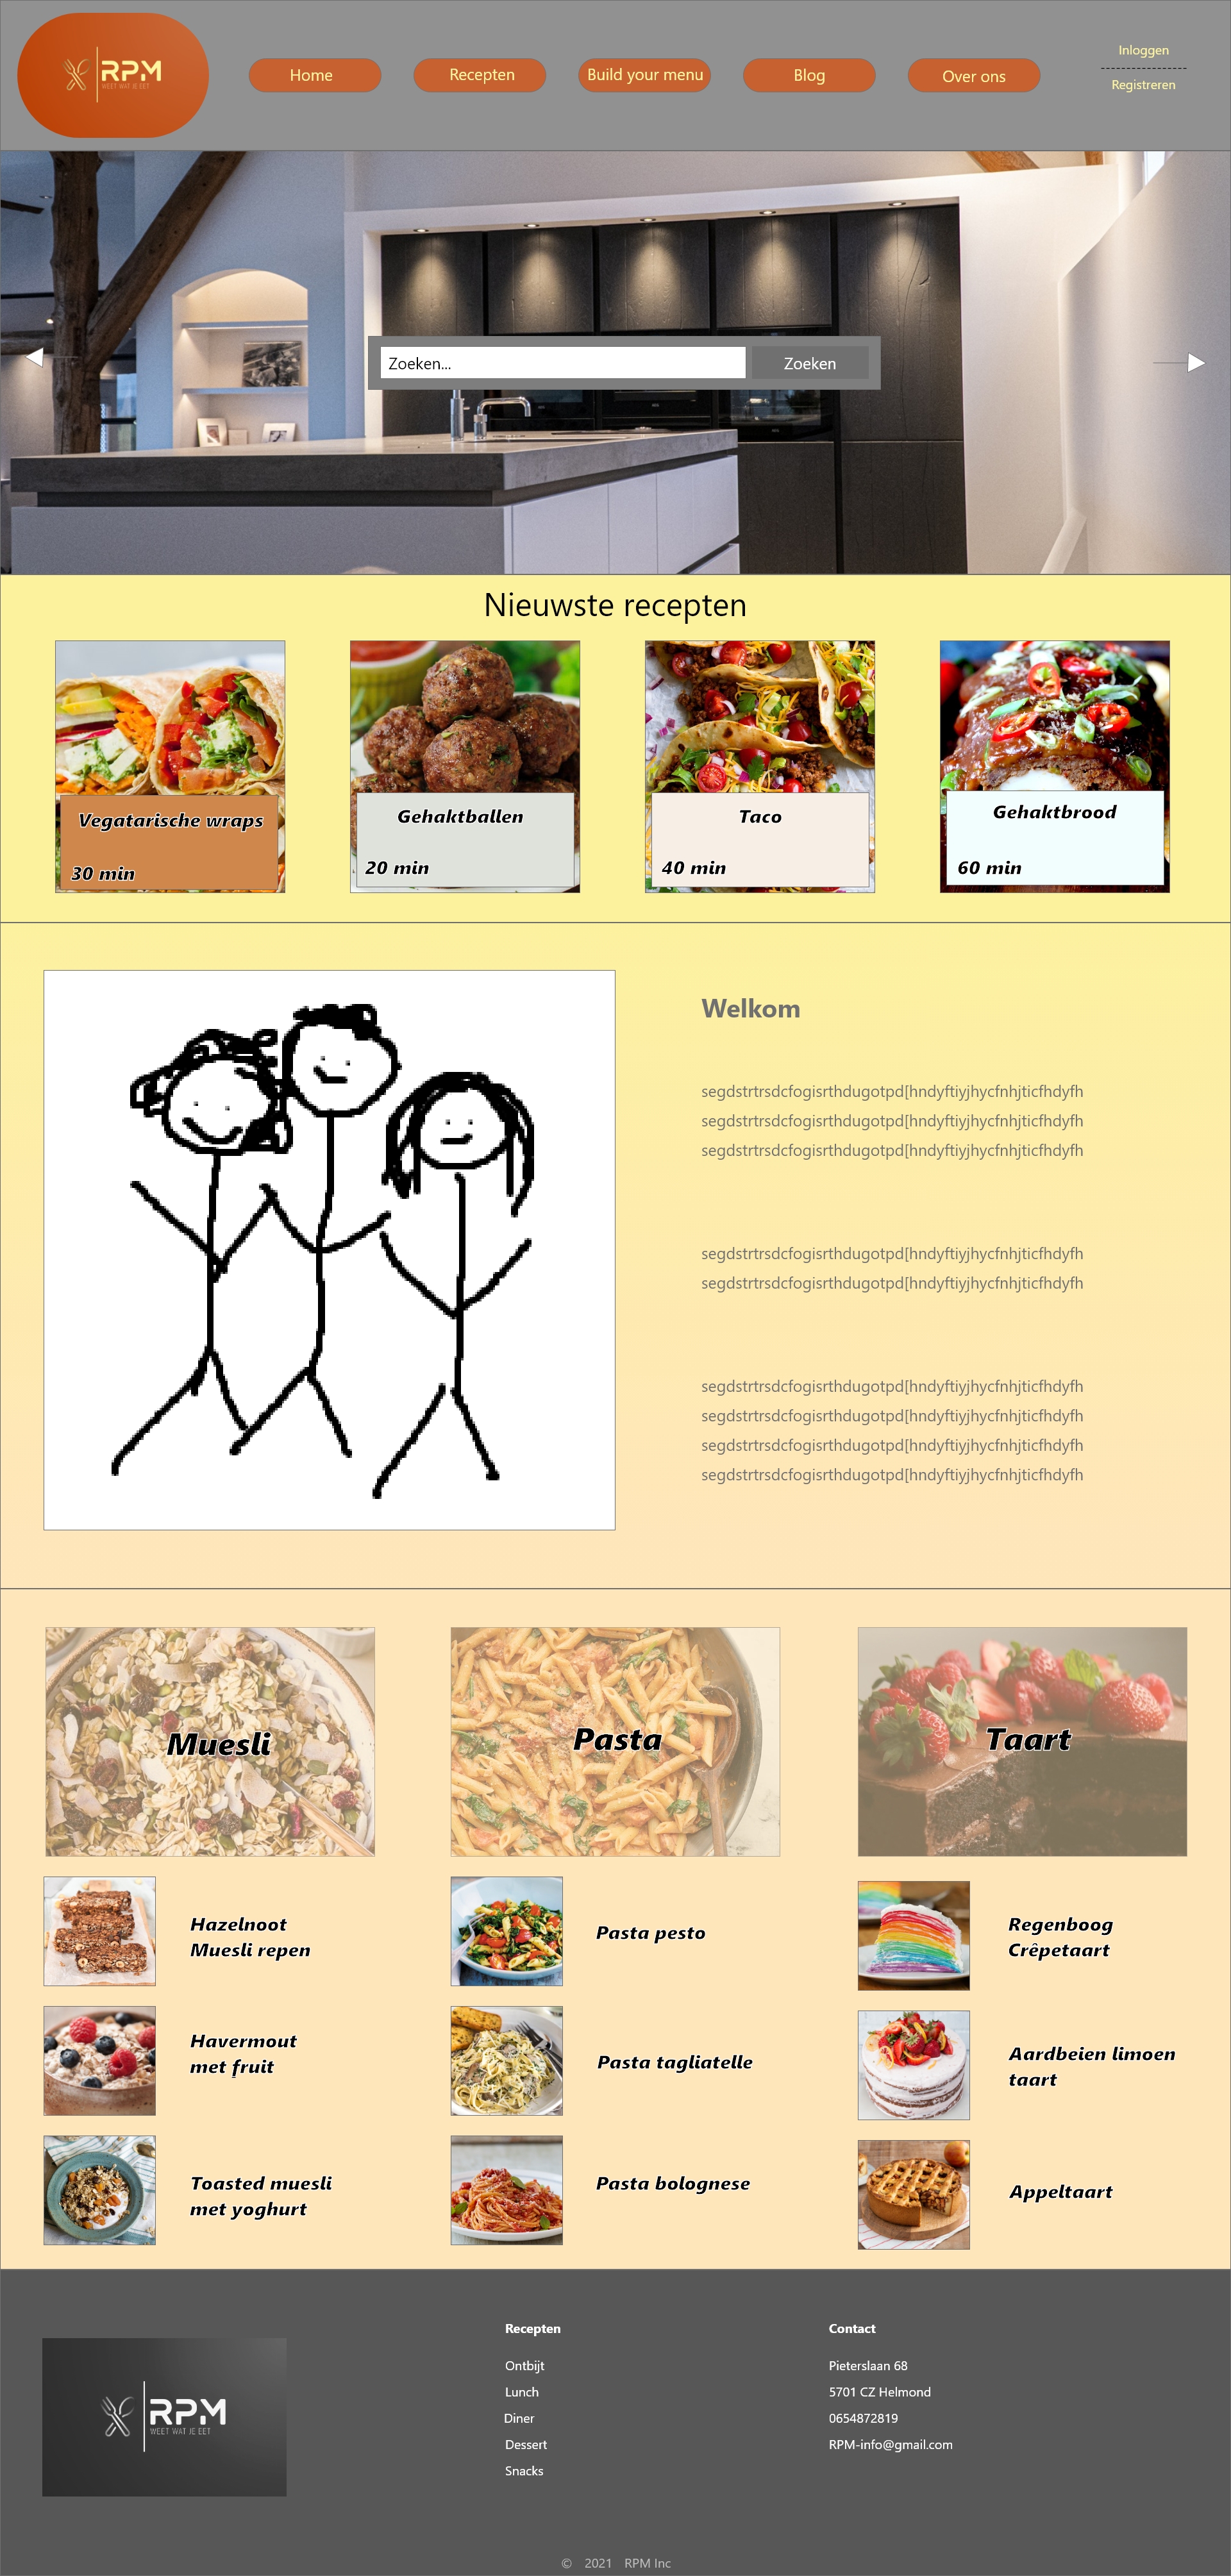 RPM
WEET WAT JE EET
Home
Recepten
Build your menu
Blog
Over ons
Inloggen
Registreren
Zoeken...
Zoeken
Nieuwste recepten
Vegatarische wraps
30 min
Gehaktballen
20 min
Taco
40 min
Gehaktbrood
60 min
Welkom
segdstrtrsdcfogisrthdugotpd[hndyftiyjhycfnhjticfhdyfh
segdstrtrsdcfogisrthdugotpd[hndyftiyjhycfnhjticfhdyfh
segdstrtrsdcfogisrthdugotpd[hndyftiyjhycfnhjticfhdyfh
segdstrtrsdcfogisrthdugotpd[hndyftiyjhycfnhjticfhdyfh
segdstrtrsdcfogisrthdugotpd[hndyftiyjhycfnhjticfhdyfh
segdstrtrsdcfogisrthdugotpd[hndyftiyjhycfnhjticfhdyfh
segdstrtrsdcfogisrthdugotpd[hndyftiyjhycfnhjticfhdyfh
segdstrtrsdcfogisrthdugotpd[hndyftiyjhycfnhjticfhdyfh
segdstrtrsdcfogisrthdugotpd[hndyftiyjhycfnhjticfhdyfh
Muesli
Hazelnoot
Muesli repen
Havermout
met fruit
Toasted muesli
met yoghurt
Pasta
Pasta pesto
Pasta tagliatelle
Pasta bolognese
Taart
Regenboog
Crêpetaart
Aardbeien limoen
taart
Appeltaart
RPM
WEET WAT JE EET
Recepten
Ontbijt
Lunch
Diner
Dessert
Snacks
Contact
Pieterslaan 68
5701 CZ Helmond
0654872819
RPM-info@gmail.com
© 2021 RPM Inc